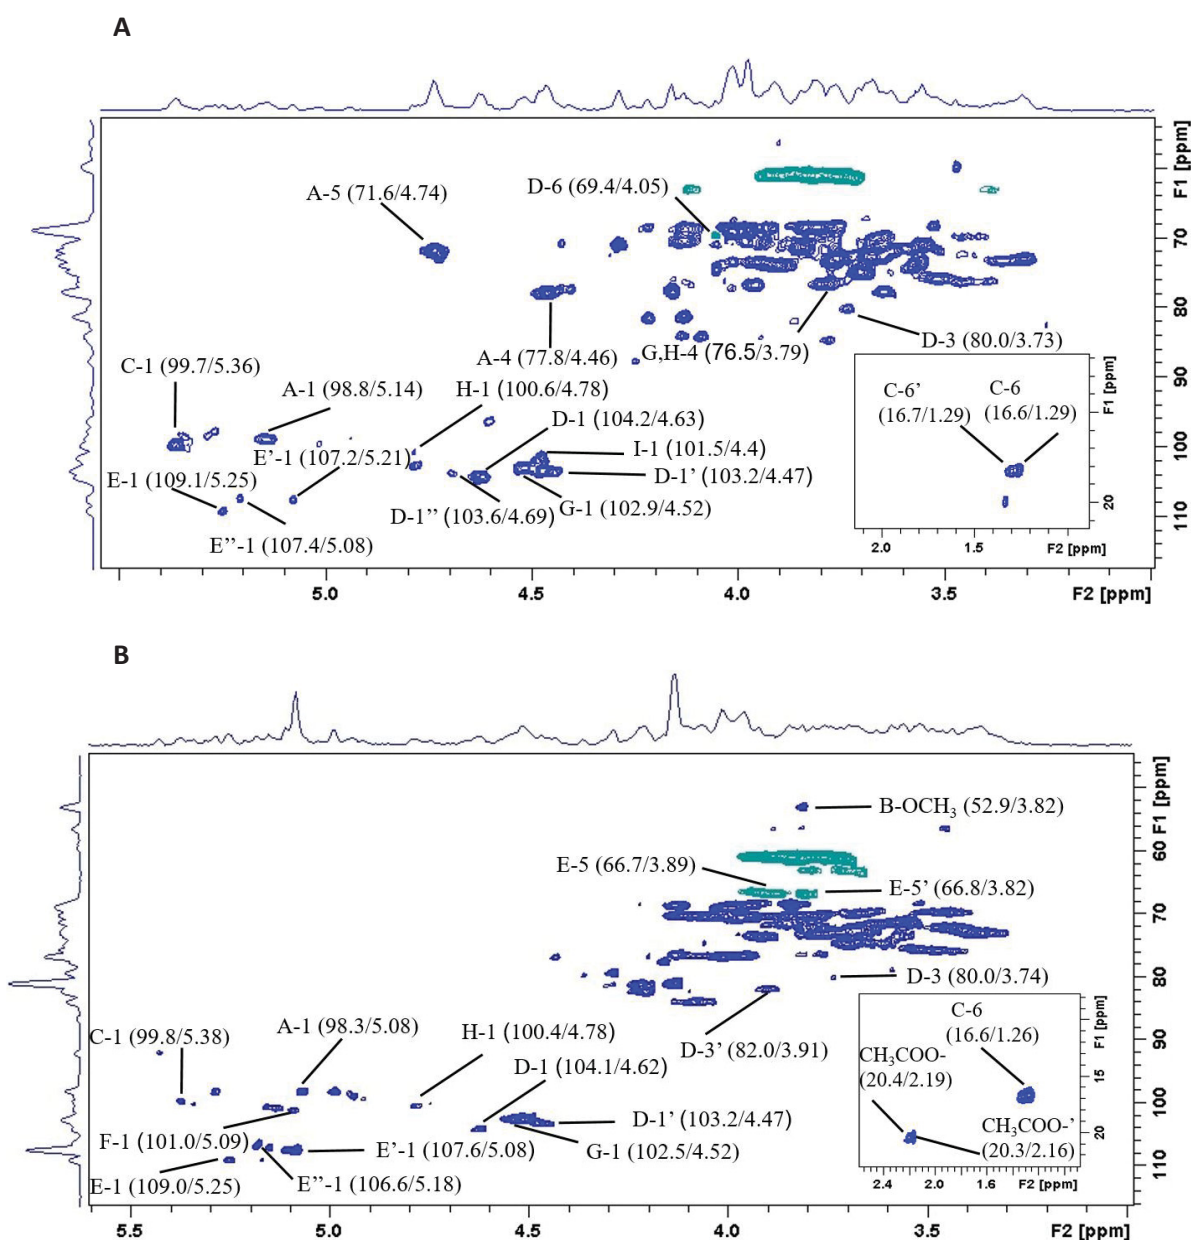 A
A-5 (71.6/4.74)
D-6 (69.4/4.05)
A-4 (77.8/4.46)
G,H-4 (76.5/3.79)
D-3 (80.0/3.73)
C-1 (99.7/5.36)
A-1 (98.8/5.14)
H-1 (100.6/4.78)
D-1 (104.2/4.63)
I-1 (101.5/4.4)
E'-1 (107.2/5.21)
D-1' (103.2/4.47)
E-1 (109.1/5.25)
D-1'' (103.6/4.69)
G-1 (102.9/4.52)
E''-1 (107.4/5.08)
C-6'
(16.7/1.29)
C-6
(16.6/1.29)
20
F1 [ppm]
2.0 1.5 F2 [ppm]
F1 [ppm]
70
80
90
100
110
5.0 4.5 4.0 3.5 F2 [ppm]
B
B-OCH₃ (52.9/3.82)
E-5 (66.7/3.89)
E-5' (66.8/3.82)
D-3 (80.0/3.74)
D-3' (82.0/3.91)
C-1 (99.8/5.38)
A-1 (98.3/5.08)
H-1 (100.4/4.78)
D-1 (104.1/4.62)
D-1' (103.2/4.47)
F-1 (101.0/5.09)
E'-1 (107.6/5.08)
G-1 (102.5/4.52)
E-1 (109.0/5.25)
E''-1 (106.6/5.18)
C-6
(16.6/1.26)
CH₃COO-
(20.4/2.19)
CH₃COO-'
(20.3/2.16)
F1 [ppm]
15
20
2.4 2.0 1.6 F2 [ppm]
F1 [ppm]
60
70
80
90
100
110
5.5 5.0 4.5 4.0 3.5 F2 [ppm]